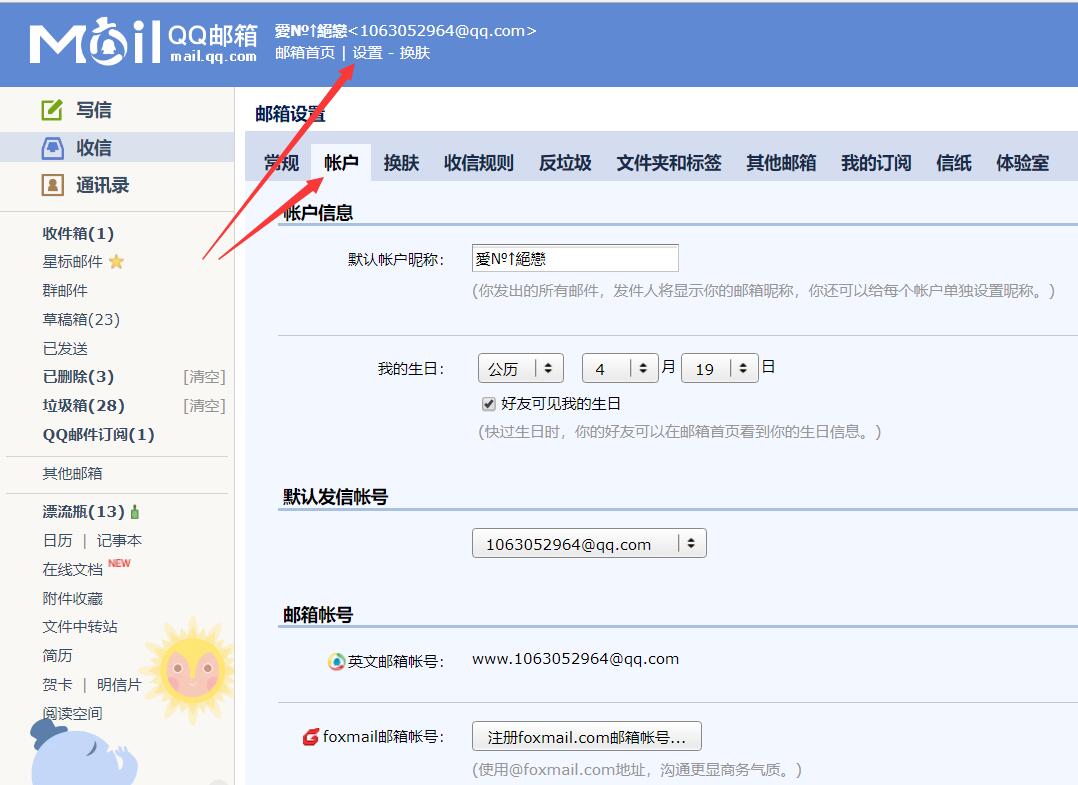 Mail QQ邮箱 mail.qq.com
愛№↑絕戀<1063052964@qq.com>
邮箱首页 | 设置 - 换肤
写信
收信
通讯录
收件箱(1)
星标邮件
群邮件
草稿箱(23)
已发送
已删除(3) [清空]
垃圾箱(28) [清空]
QQ邮件订阅(1)
其他邮箱
漂流瓶(13)
日历 | 记事本
在线文档 NEW
附件收藏
文件中转站
简历
贺卡 | 明信片
阅读空间
邮箱设置
常规 帐户 换肤 收信规则 反垃圾 文件夹和标签 其他邮箱 我的订阅 信纸 体验室
帐户信息
默认帐户昵称: 愛№↑絕戀
(你发出的所有邮件，发件人将显示你的邮箱昵称，你还可以给每个帐户单独设置昵称。)
我的生日: 公历 4 月 19 日
好友可见我的生日
(快过生日时，你的好友可以在邮箱首页看到你的生日信息。)
默认发信帐号
1063052964@qq.com
邮箱帐号
英文邮箱帐号: www.1063052964@qq.com
foxmail邮箱帐号: 注册foxmail.com邮箱帐号...
(使用@foxmail.com地址，沟通更显商务气质。)